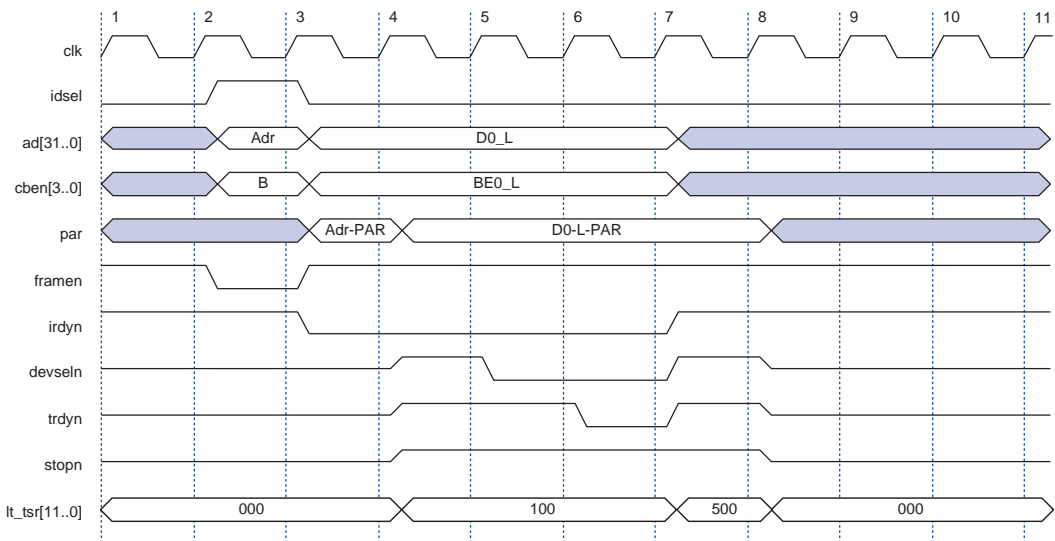 1 2 3 4 5 6 7 8 9 10 11
clk
idsel
ad[31..0] Adr D0_L
cben[3..0] B BE0_L
par Adr-PAR D0-L-PAR
framen
irdyn
devseln
trdyn
stopn
lt_tsr[11..0] 000 100 500 000